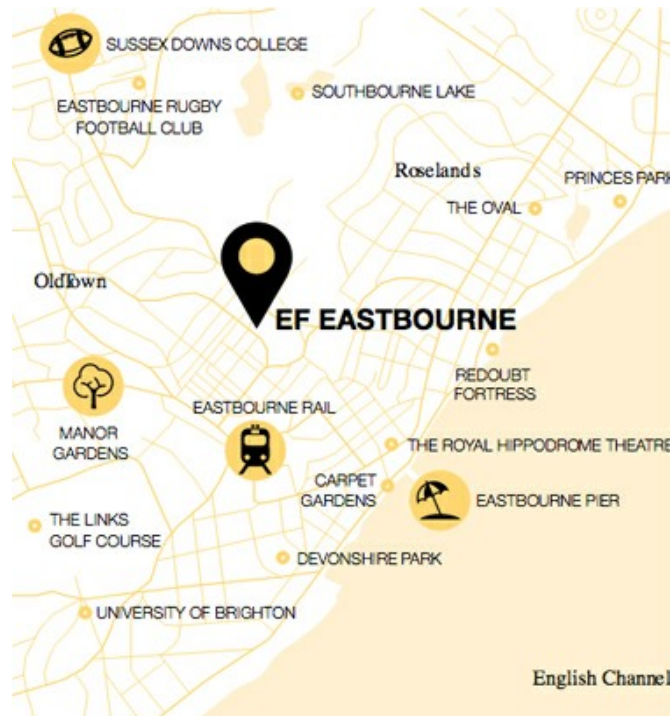 SUSSEX DOWNS COLLEGE
EASTBOURNE RUGBY
FOOTBALL CLUB
SOUTHBOURNE LAKE
Roselands
PRINCES PARK
THE OVAL
OldTown
EF EASTBOURNE
REDOUBT
FORTRESS
EASTBOURNE RAIL
MANOR
GARDENS
THE ROYAL HIPPODROME THEATRE
CARPET
GARDENS
EASTBOURNE PIER
THE LINKS
GOLF COURSE
DEVONSHIRE PARK
UNIVERSITY OF BRIGHTON
English Channel